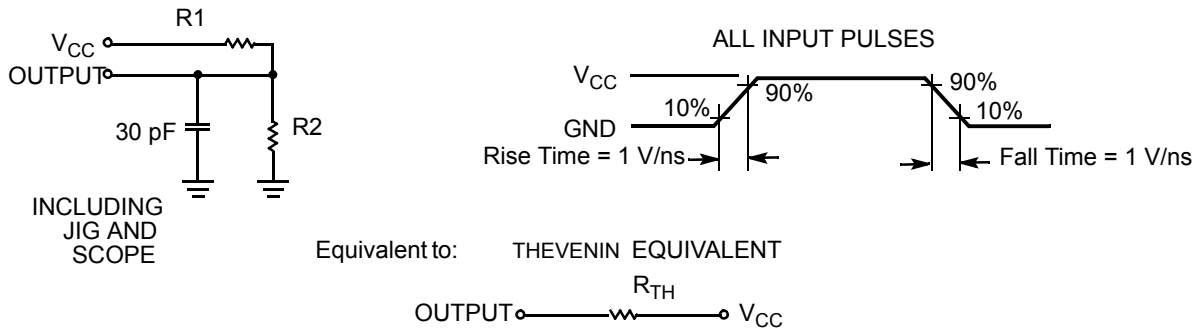 R1
VCC
OUTPUT
30 pF
R2
INCLUDING
JIG AND
SCOPE
ALL INPUT PULSES
VCC
90%
90%
10%
10%
GND
Rise Time = 1 V/ns
Fall Time = 1 V/ns
Equivalent to: THEVENIN EQUIVALENT
RTH
OUTPUT
VCC